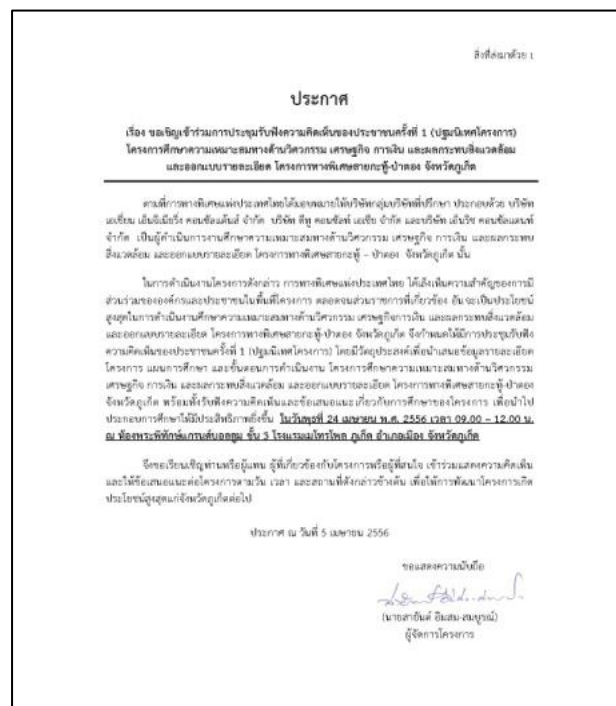 สิ่งที่ส่งมาด้วย 1
ประกาศ
เรื่อง ขอเชิญเข้าร่วมการประชุมรับฟังความคิดเห็นของประชาชนครั้งที่ 1 (ปฐมนิเทศโครงการ)
โครงการศึกษาความเหมาะสมทางด้านวิศวกรรม เศรษฐกิจ การเงิน และผลกระทบสิ่งแวดล้อม
และออกแบบรายละเอียด โครงการทางพิเศษสายกะทู้-ป่าตอง จังหวัดภูเก็ต
ตามที่การทางพิเศษแห่งประเทศไทยได้มอบหมายให้บริษัทกลุ่มบริษัทที่ปรึกษา ประกอบด้วย บริษัท
เอเชี่ยน เอ็นจิเนียริ่ง คอนซัลแต้นส์ จำกัด บริษัท ดีทู คอนซัลท์ เอเชีย จำกัด และบริษัท เอ็นริช คอนซัลแตนท์
จำกัด เป็นผู้ดำเนินการงานศึกษาความเหมาะสมทางด้านวิศวกรรม เศรษฐกิจ การเงิน และผลกระทบ
สิ่งแวดล้อม และออกแบบรายละเอียด โครงการทางพิเศษสายกะทู้ – ป่าตอง จังหวัดภูเก็ต นั้น
ในการดำเนินงานโครงการดังกล่าว การทางพิเศษแห่งประเทศไทย ได้เล็งเห็นความสำคัญของการมี
ส่วนร่วมขององค์กรและประชาชนในพื้นที่โครงการ ตลอดจนส่วนราชการที่เกี่ยวข้อง อันจะเป็นประโยชน์
สูงสุดในการดำเนินงานศึกษาความเหมาะสมทางด้านวิศวกรรม เศรษฐกิจ การเงิน และผลกระทบสิ่งแวดล้อม
และออกแบบรายละเอียด โครงการทางพิเศษสายกะทู้-ป่าตอง จังหวัดภูเก็ต จึงกำหนดให้มีการประชุมรับฟัง
ความคิดเห็นของประชาชนครั้งที่ 1 (ปฐมนิเทศโครงการ) โดยมีวัตถุประสงค์เพื่อนำเสนอข้อมูลรายละเอียด
โครงการ แผนการศึกษา และขั้นตอนการดำเนินงาน โครงการศึกษาความเหมาะสมทางด้านวิศวกรรม
เศรษฐกิจ การเงิน และผลกระทบสิ่งแวดล้อม และออกแบบรายละเอียด โครงการทางพิเศษสายกะทู้-ป่าตอง
จังหวัดภูเก็ต พร้อมทั้งรับฟังความคิดเห็นและข้อเสนอแนะเกี่ยวกับการศึกษาของโครงการ เพื่อนำไป
ประกอบการศึกษาให้มีประสิทธิภาพยิ่งขึ้น ในวันพุธที่ 24 เมษายน พ.ศ. 2556 เวลา 09.00 – 12.00 น.
ณ ห้องพระพิทักษ์แกรนด์บอลรูม ชั้น 3 โรงแรมเมโทรโพล ภูเก็ต อำเภอเมือง จังหวัดภูเก็ต
จึงขอเรียนเชิญท่านหรือผู้แทน ผู้ที่เกี่ยวข้องกับโครงการหรือผู้ที่สนใจ เข้าร่วมแสดงความคิดเห็น
และให้ข้อเสนอแนะต่อโครงการตามวัน เวลา และสถานที่ดังกล่าวข้างต้น เพื่อให้การพัฒนาโครงการเกิด
ประโยชน์สูงสุดแก่จังหวัดภูเก็ตต่อไป
ประกาศ ณ วันที่ 5 เมษายน 2556
ขอแสดงความนับถือ
(นายสายันต์ อิ่มสม-สมบูรณ์)
ผู้จัดการโครงการ